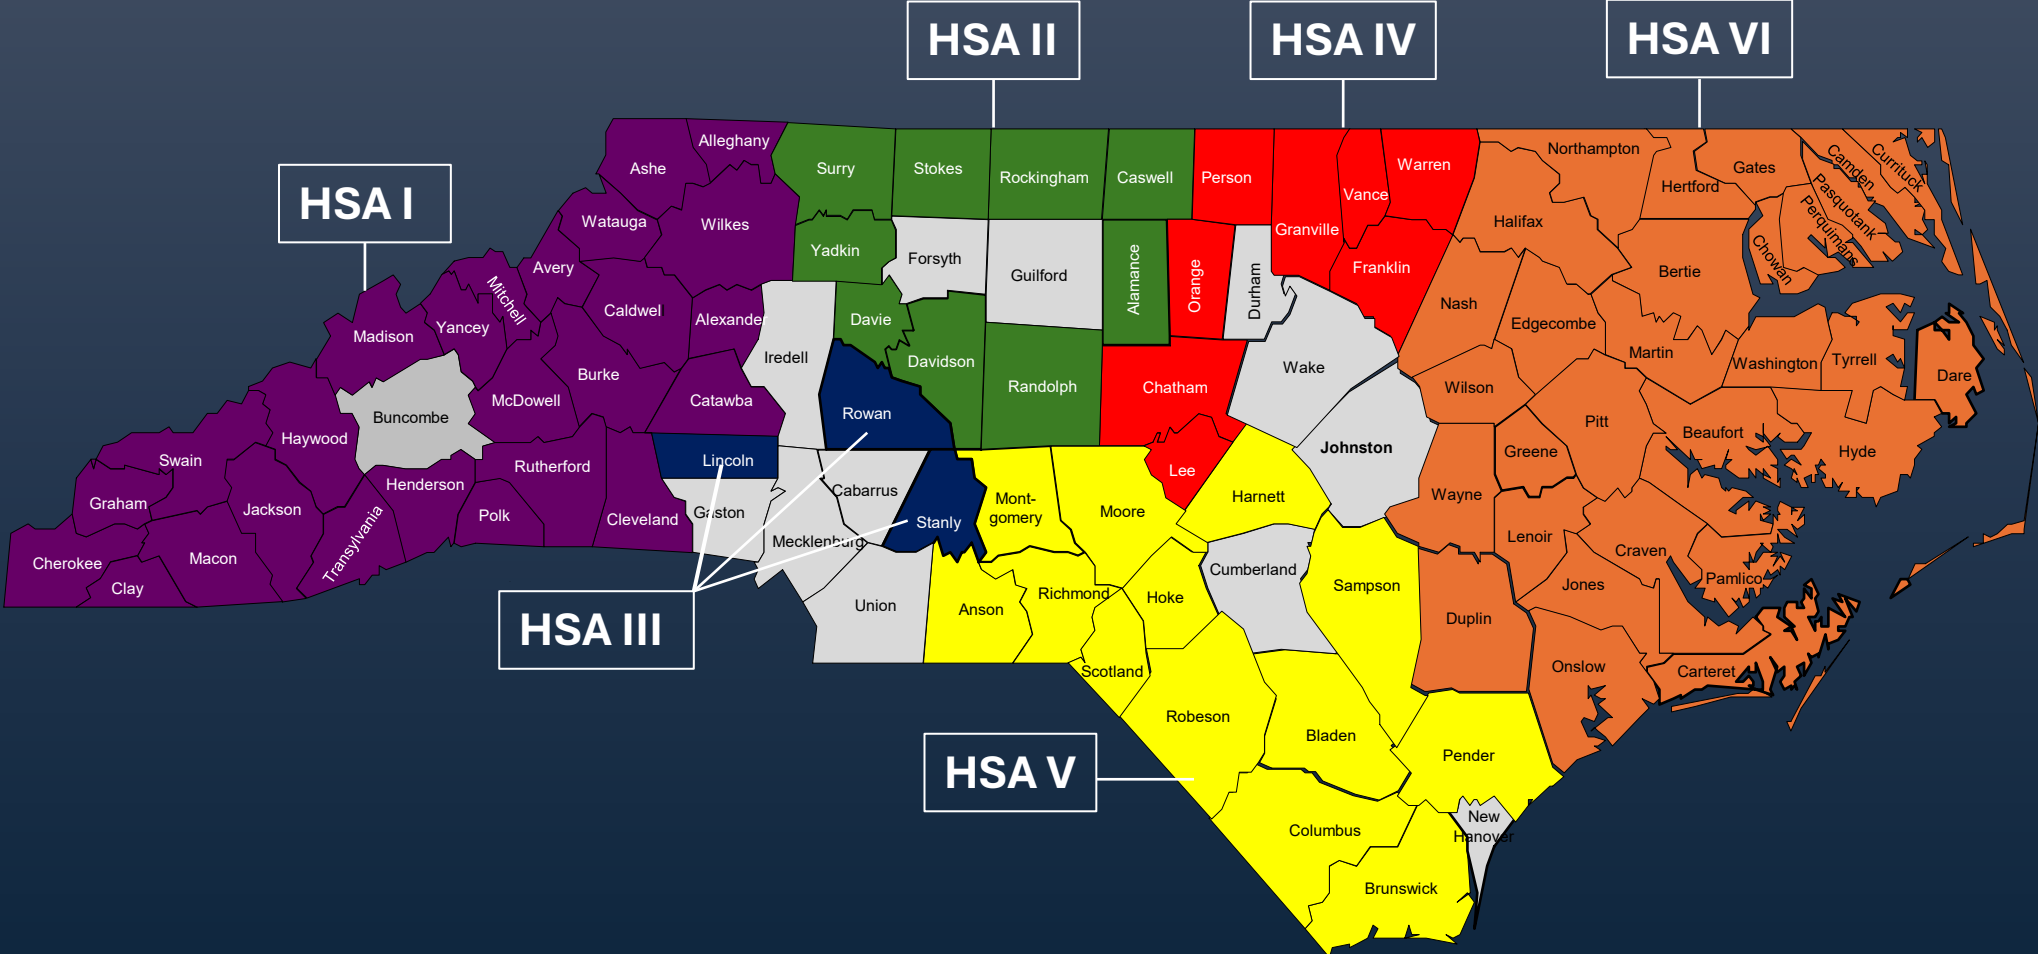 HSA II
HSA IV
HSA VI
HSA I
Alleghany
Ashe
Surry
Stokes
Rockingham
Caswell
Person
Vance
Warren
Northampton
Gates
Camden
Currituck
Hertford
Pasquotank
Perquimans
Chowan
Watauga
Wilkes
Yadkin
Forsyth
Guilford
Alamance
Orange
Durham
Granville
Franklin
Halifax
Bertie
Avery
Mitchell
Yancey
Madison
Caldwel
Alexander
Iredell
Davie
Davidson
Randolph
Chatham
Wake
Nash
Edgecombe
Martin
Washington
Tyrrell
Dare
Buncombe
McDowell
Burke
Catawba
Rowan
Lee
Johnston
Wilson
Pitt
Beaufort
Hyde
Greene
Haywood
Swain
Graham
Jackson
Henderson
Rutherford
Lincoln
Cherokee
Clay
Macon
Transylvania
Polk
Cleveland
Gaston
Mecklenburg
Cabarrus
Stanly
Mont-
gomery
Moore
Harnett
Wayne
Lenoir
Craven
Pamlico
Jones
HSA III
Union
Anson
Richmond
Scotland
Hoke
Cumberland
Sampson
Duplin
Onslow
Carteret
HSA V
Robeson
Bladen
Pender
Columbus
New
Hanover
Brunswick